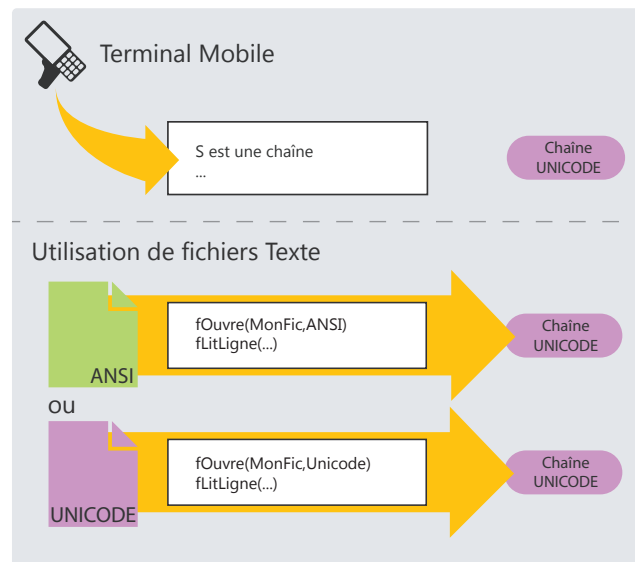 Terminal Mobile
S est une chaîne
...
Chaîne
UNICODE
Utilisation de fichiers Texte
fOuvre(MonFic,ANSI)
fLitLigne(...)
Chaîne
UNICODE
ANSI
ou
fOuvre(MonFic,Unicode)
fLitLigne(...)
Chaîne
UNICODE
UNICODE